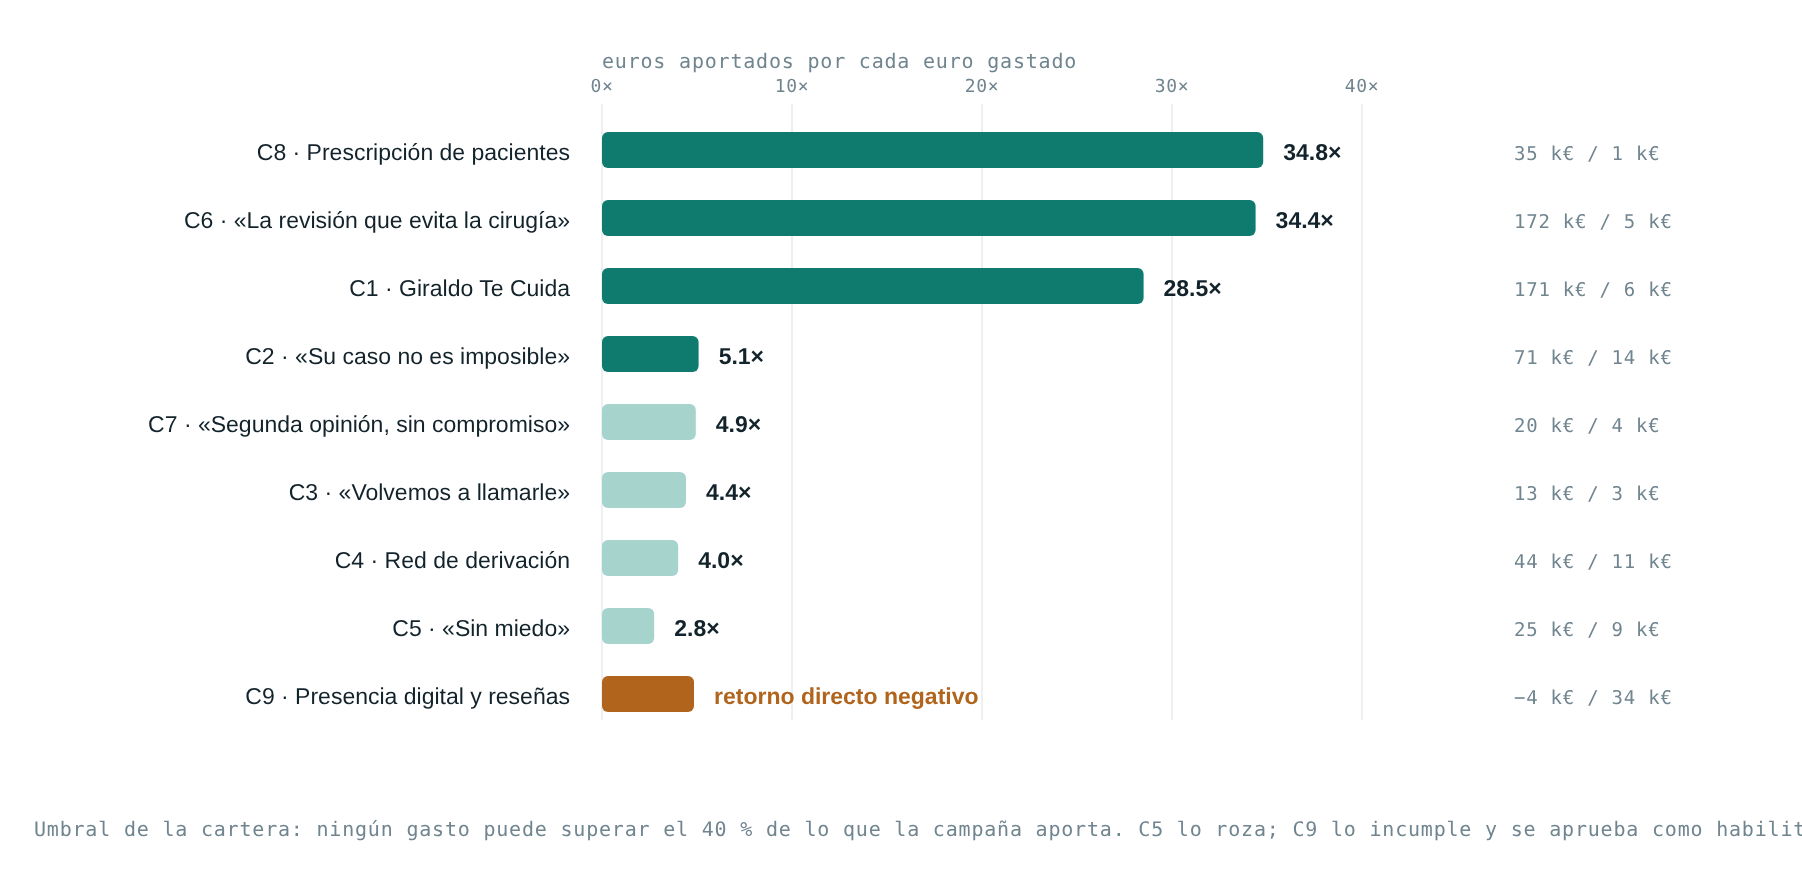 euros aportados por cada euro gastado
0× 10× 20× 30× 40×
C8 · Prescripción de pacientes 34.8× 35 k€ / 1 k€
C6 · «La revisión que evita la cirugía» 34.4× 172 k€ / 5 k€
C1 · Giraldo Te Cuida 28.5× 171 k€ / 6 k€
C2 · «Su caso no es imposible» 5.1× 71 k€ / 14 k€
C7 · «Segunda opinión, sin compromiso» 4.9× 20 k€ / 4 k€
C3 · «Volvemos a llamarle» 4.4× 13 k€ / 3 k€
C4 · Red de derivación 4.0× 44 k€ / 11 k€
C5 · «Sin miedo» 2.8× 25 k€ / 9 k€
C9 · Presencia digital y reseñas retorno directo negativo −4 k€ / 34 k€
Umbral de la cartera: ningún gasto puede superar el 40 % de lo que la campaña aporta. C5 lo roza; C9 lo incumple y se aprueba como habilit